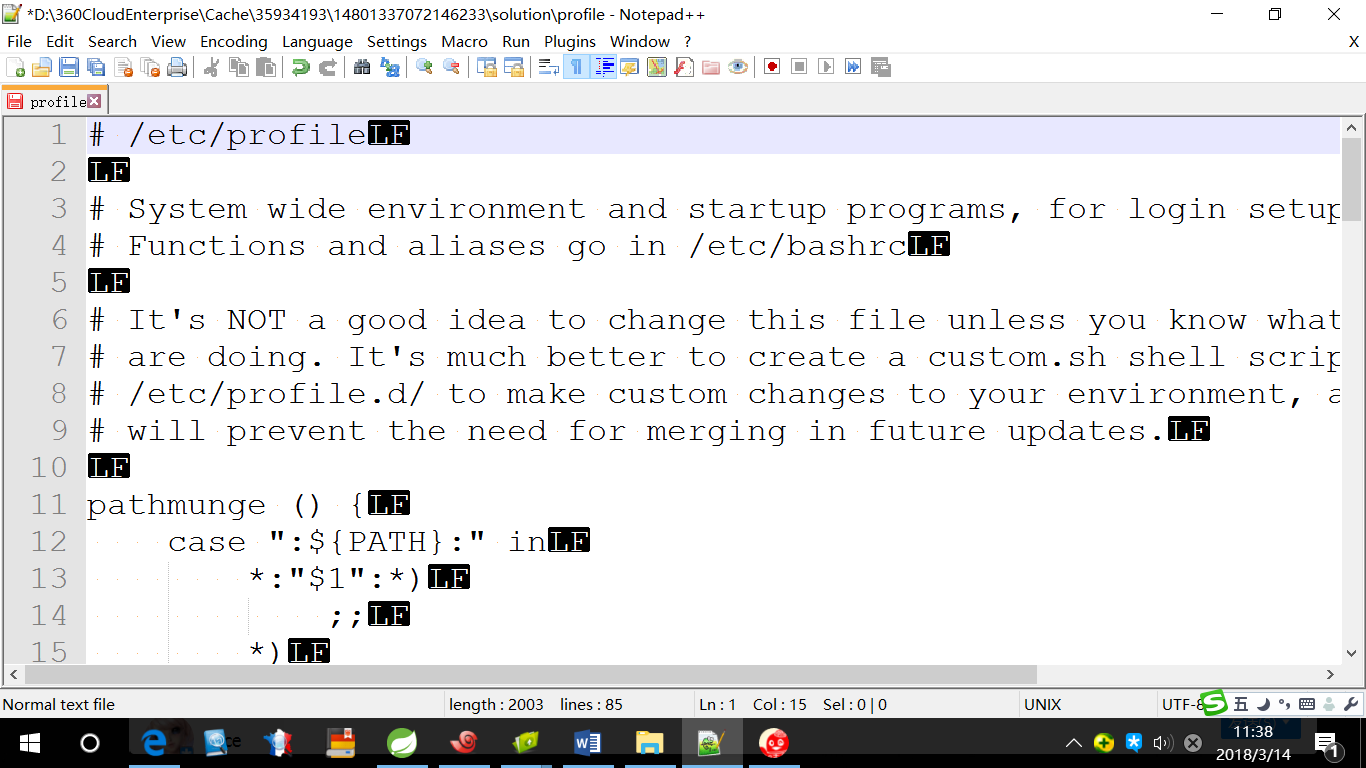 *D:\360CloudEnterprise\Cache\35934193\14801337072146233\solution\profile - Notepad++
File Edit Search View Encoding Language Settings Macro Run Plugins Window ? X
profile
1 # /etc/profileLF
2 LF
3 # System wide environment and startup programs, for login setup
4 # Functions and aliases go in /etc/bashrcLF
5 LF
6 # It's NOT a good idea to change this file unless you know what
7 # are doing. It's much better to create a custom.sh shell scrip
8 # /etc/profile.d/ to make custom changes to your environment, a
9 # will prevent the need for merging in future updates.LF
10 LF
11 pathmunge () {LF
12 case ":${PATH}:" inLF
13 *:"$1":*)LF
14 ;;LF
15 *)LF
Normal text file length : 2003 lines : 85 Ln : 1 Col : 15 Sel : 0 | 0 UNIX UTF-8 五
11:38
2018/3/14
1